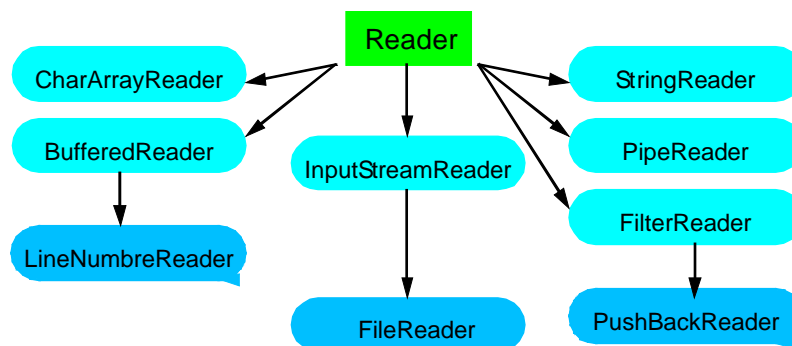 Reader
CharArrayReader
StringReader
BufferedReader
PipeReader
InputStreamReader
FilterReader
LineNumbreReader
FileReader
PushBackReader